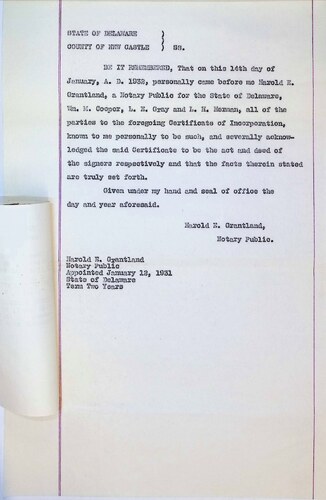 STATE OF DELAWARE }
COUNTY OF NEW CASTLE } Ss.
BE IT REMEMBERED, That on this 14th day of
January, A. D. 1932, personally came before me Harold E.
Grantland, a Notary Public for the State of Delaware,
Wm. M. Cooper, L. E. Gray and L. H. Herman, all of the
parties to the foregoing Certificate of Incorporation,
known to me personally to be such, and severally acknow-
ledged the said Certificate to be the act and deed of
the signers respectively and that the facts therein stated
are truly set forth.
Given under my hand and seal of office the
day and year aforesaid.
Harold E. Grantland,
Notary Public.
Harold E. Grantland
Notary Public
Appointed January 12, 1931
State of Delaware
Term Two Years